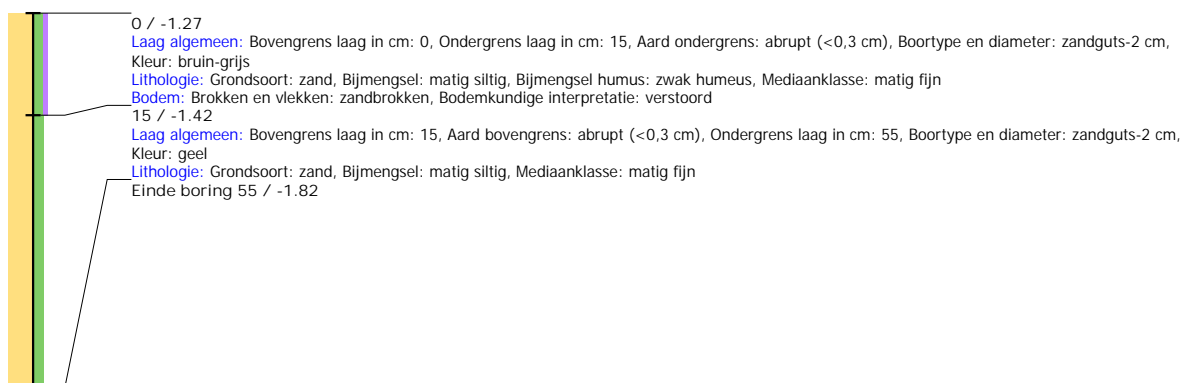 0 / -1.27
Laag algemeen: Bovengrens laag in cm: 0, Ondergrens laag in cm: 15, Aard ondergrens: abrupt (<0,3 cm), Boortype en diameter: zandguts-2 cm,
Kleur: bruin-grijs
Lithologie: Grondsoort: zand, Bijmengsel: matig siltig, Bijmengsel humus: zwak humeus, Mediaanklasse: matig fijn
Bodem: Brokken en vlekken: zandbrokken, Bodemkundige interpretatie: verstoord
15 / -1.42
Laag algemeen: Bovengrens laag in cm: 15, Aard bovengrens: abrupt (<0,3 cm), Ondergrens laag in cm: 55, Boortype en diameter: zandguts-2 cm,
Kleur: geel
Lithologie: Grondsoort: zand, Bijmengsel: matig siltig, Mediaanklasse: matig fijn
Einde boring 55 / -1.82